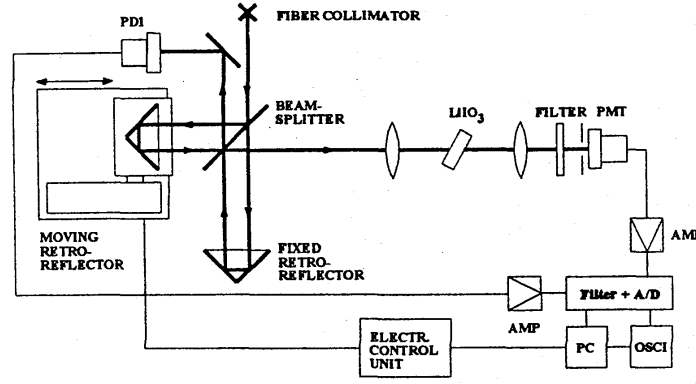 FIBER COLLIMATOR
PD1
BEAM-
SPLITTER
LiIO3
FILTER PMT
MOVING
RETRO-
REFLECTOR
FIXED
RETRO-
REFLECTOR
AMP
AMP
Filter + A/D
ELECTR.
CONTROL
UNIT
PC
OSCI